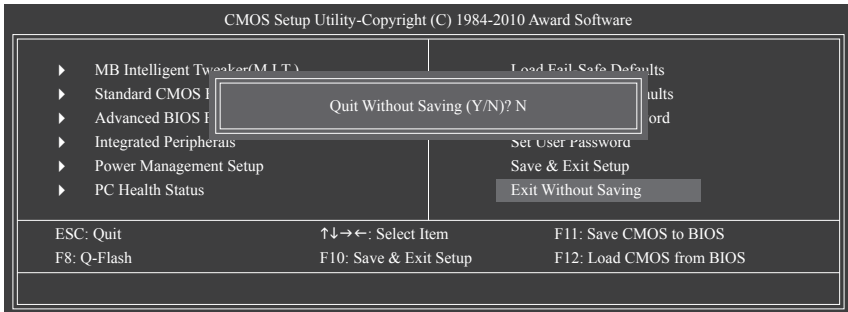 CMOS Setup Utility-Copyright (C) 1984-2010 Award Software
MB Intelligent Tweaker(M.I.T.)
Standard CMOS
Advanced BIOS
Integrated Peripherals
Power Management Setup
PC Health Status
Load Fail-Safe Defaults
Set User Password
Save & Exit Setup
Exit Without Saving
Quit Without Saving (Y/N)? N
ESC: Quit
↑↓→←: Select Item
F11: Save CMOS to BIOS
F8: Q-Flash
F10: Save & Exit Setup
F12: Load CMOS from BIOS